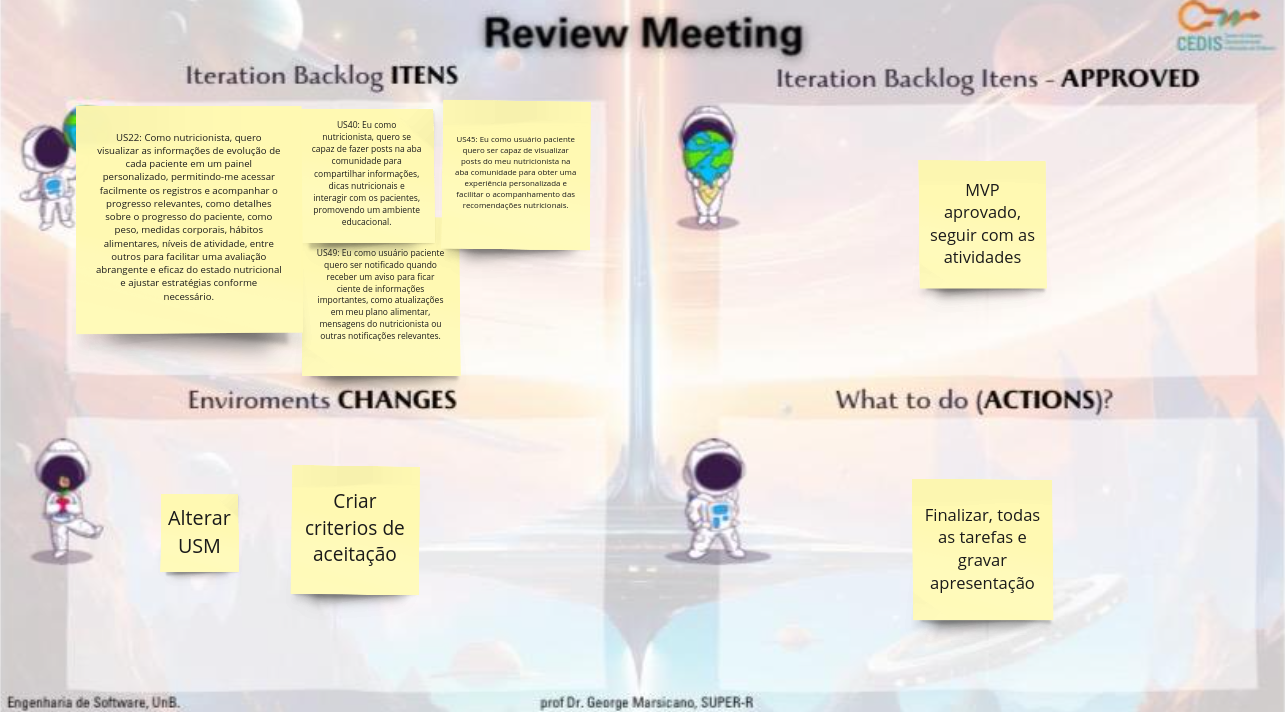 Review Meeting
CEDIS
Iteration Backlog ITENS
US22: Como nutricionista, quero
visualizar as informações de evolução de
cada paciente em um painel
personalizado, permitindo-me acessar
facilmente os registros e acompanhar o
progresso relevantes, como detalhes
sobre o progresso do paciente, como
peso, medidas corporais, hábitos
alimentares, níveis de atividade, entre
outros para facilitar uma avaliação
abrangente e eficaz do estado nutricional
e ajustar estratégias conforme
necessário.
US40: Eu como
nutricionista, quero se
capaz de fazer posts na aba
comunidade para
compartilhar informações,
dicas nutricionais e
interagir com os pacientes,
promovendo um ambiente
educacional.
US45: Eu como usuário paciente
quero ser capaz de visualizar
posts do meu nutricionista na
aba comunidade para obter uma
experiência personalizada e
facilitar o acompanhamento das
recomendações nutricionais.
US49: Eu como usuário paciente
quero ser notificado quando
receber um aviso para ficar
ciente de informações
importantes, como atualizações
em meu plano alimentar,
mensagens do nutricionista ou
outras notificações relevantes.
Iteration Backlog Itens - APPROVED
MVP
aprovado,
seguir com as
atividades
Enviroments CHANGES
Alterar
USM
Criar
criterios de
aceitação
What to do (ACTIONS)?
Finalizar, todas
as tarefas e
gravar
apresentação
Engenharia de Software, UnB.
prof Dr. George Marsicano, SUPER-R